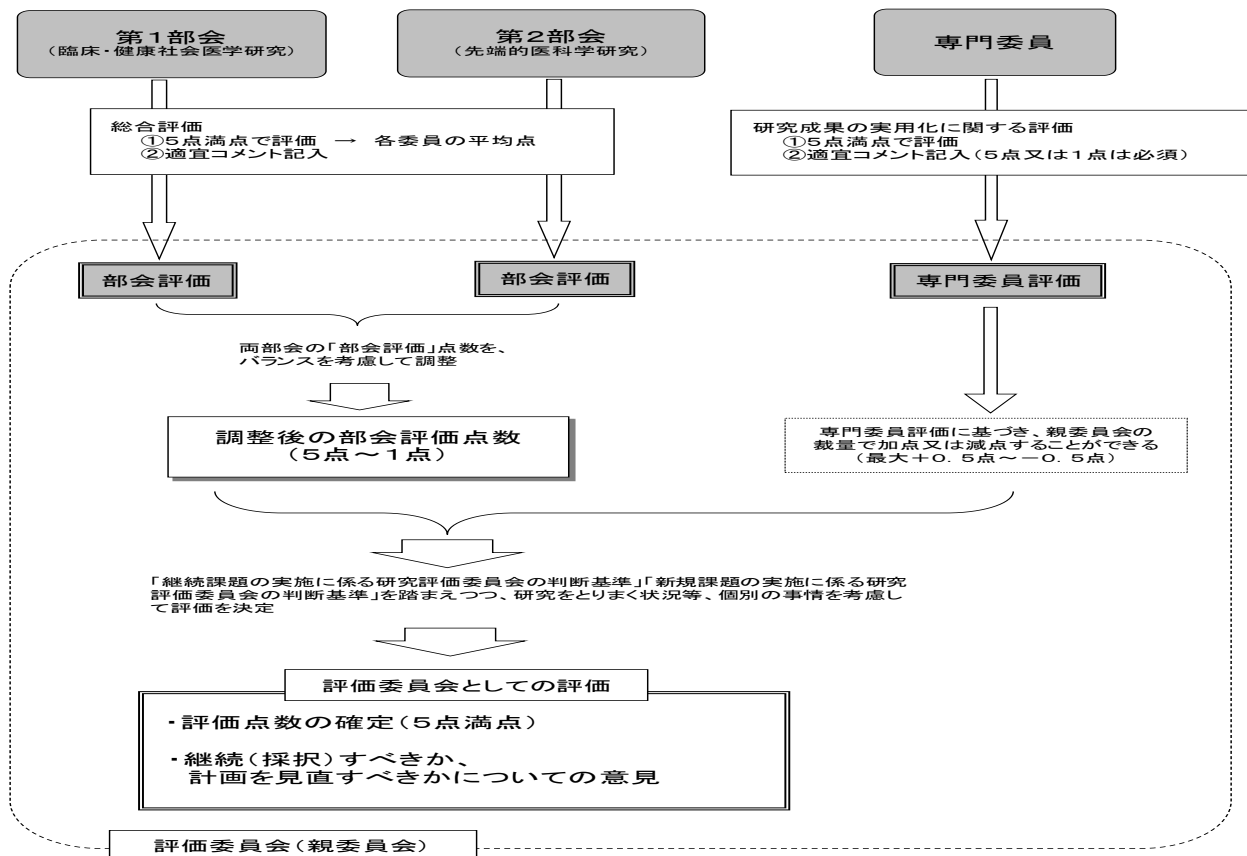 第1部会
（臨床・健康社会医学研究）
第2部会
（先端的医科学研究）
専門委員
総合評価
①5点満点で評価 → 各委員の平均点
②適宜コメント記入
研究成果の実用化に関する評価
①5点満点で評価
②適宜コメント記入（5点又は1点は必須）
部会評価
部会評価
専門委員評価
両部会の「部会評価」点数を、
バランスを考慮して調整
調整後の部会評価点数
（5点～1点）
専門委員評価に基づき、親委員会の
裁量で加点又は減点することができる
（最大＋0．5点～－0．5点）
「継続課題の実施に係る研究評価委員会の判断基準」「新規課題の実施に係る研究
評価委員会の判断基準」を踏まえつつ、研究をとりまく状況等、個別の事情を考慮し
て評価を決定
評価委員会としての評価
・評価点数の確定（5点満点）
・継続（採択）すべきか、
計画を見直すべきかについての意見
評価委員会（親委員会）